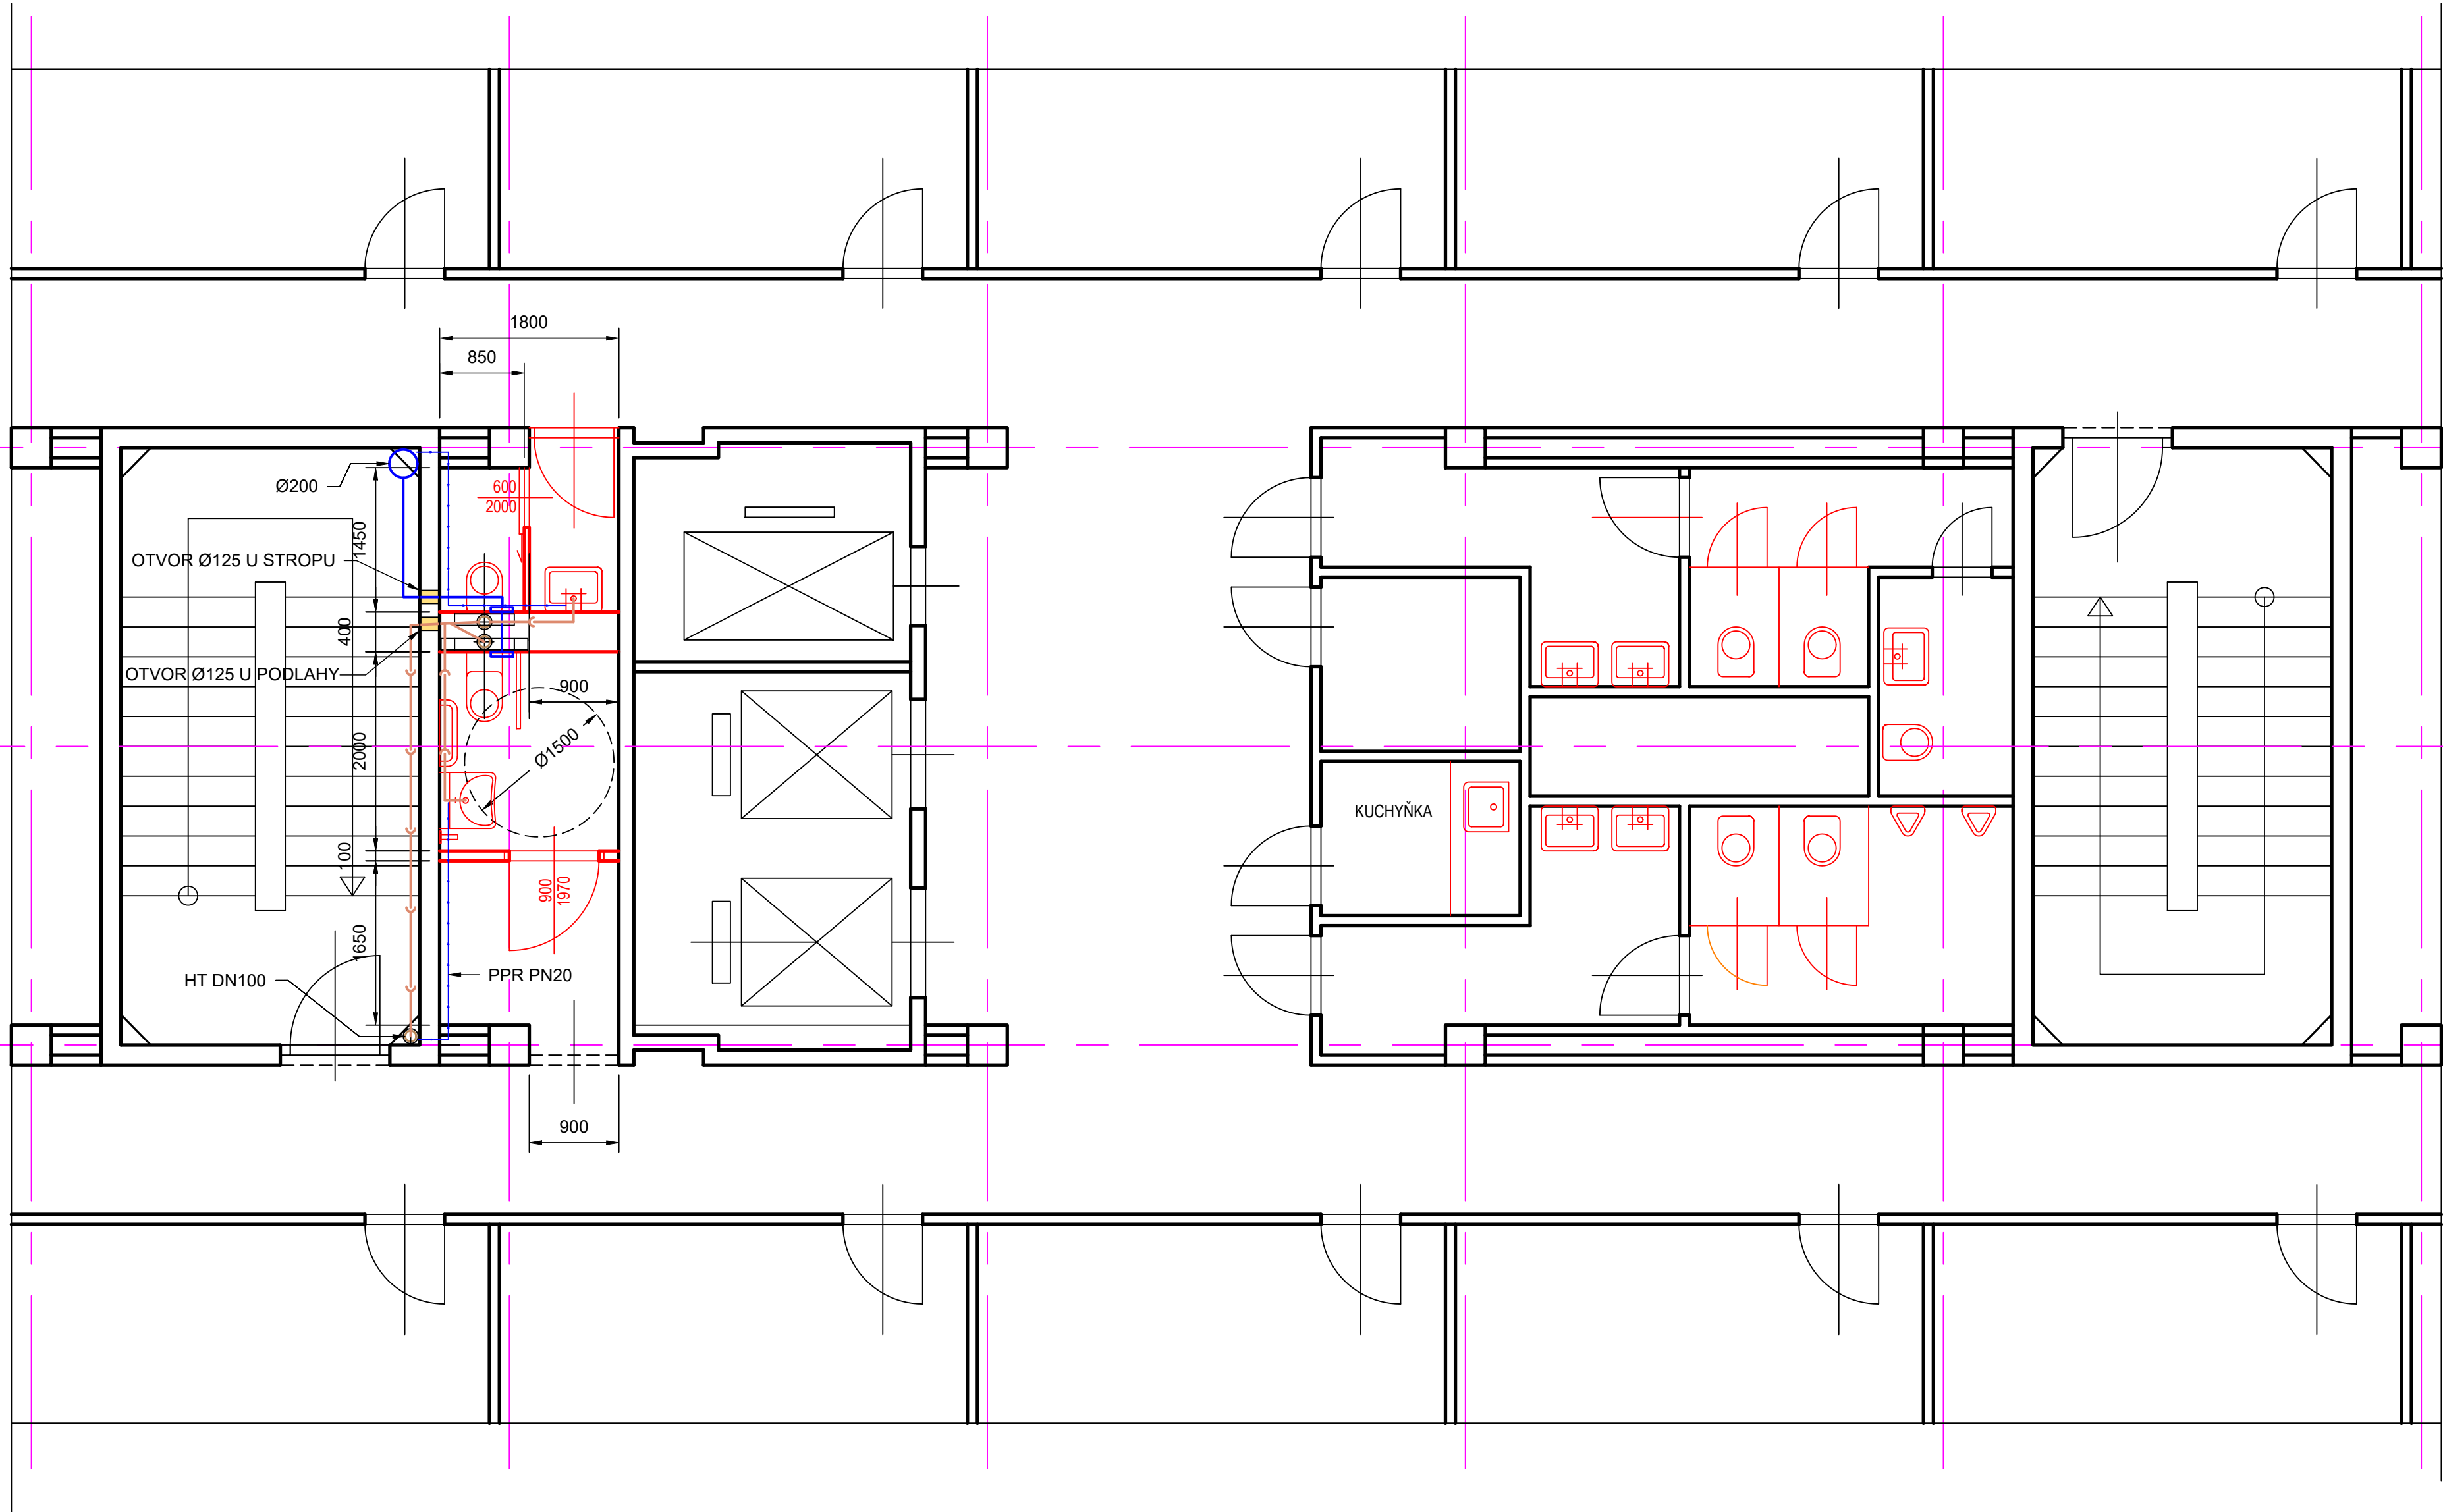 1800
850
600
2000
Ø200
1450
OTVOR Ø125 U STROPU
400
OTVOR Ø125 U PODLAHY
900
Ø1500
2000
KUCHYŇKA
100
900
1970
1650
HT DN100
PPR PN20
900